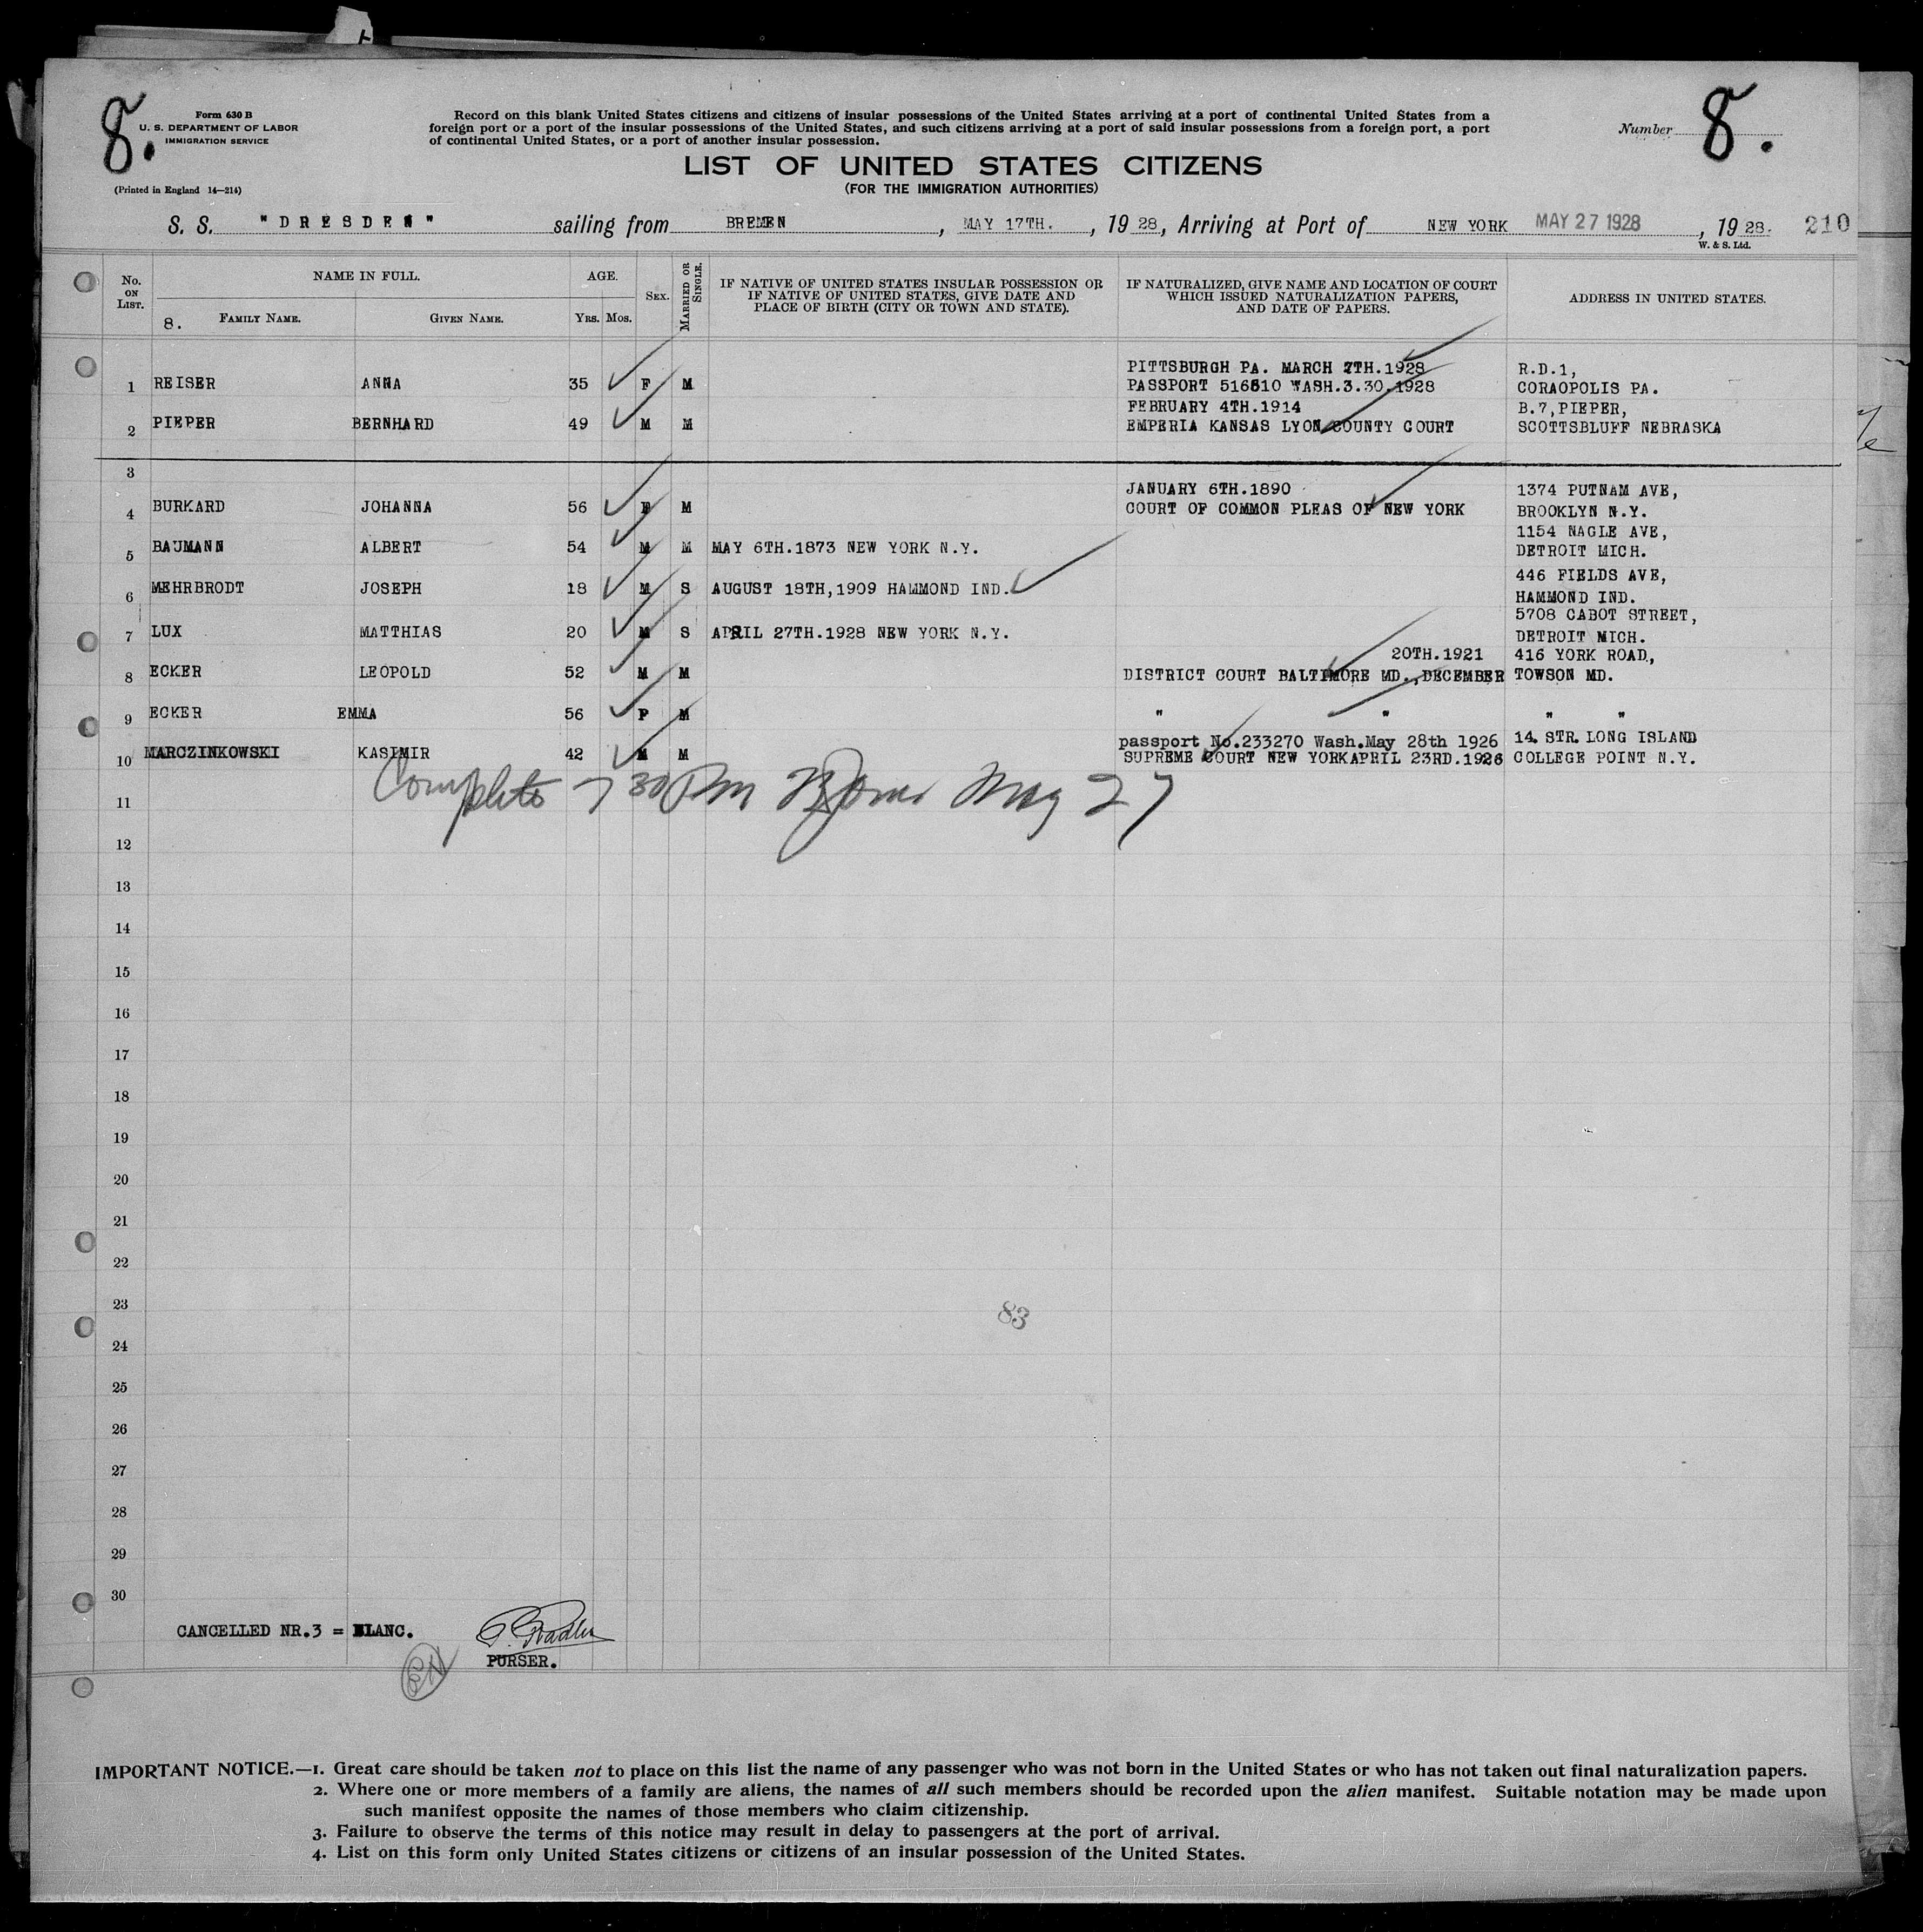 8.
Form 630 B
U. S. DEPARTMENT OF LABOR
IMMIGRATION SERVICE
(Printed in England 14—214)
Record on this blank United States citizens and citizens of insular possessions of the United States arriving at a port of continental United States from a
foreign port or a port of the insular possessions of the United States, and such citizens arriving at a port of said insular possessions from a foreign port, a port
of continental United States, or a port of another insular possession.
Number 8.
LIST OF UNITED STATES CITIZENS
(FOR THE IMMIGRATION AUTHORITIES)
S. S. "DRESDEN" sailing from BREMEN, MAY 17TH., 1928, Arriving at Port of NEW YORK MAY 27 1928, 1928. 210
W. & S. Ltd.
No. ON LIST. NAME IN FULL. AGE. SEX. MARRIED OR SINGLE. IF NATIVE OF UNITED STATES INSULAR POSSESSION OR IF NATIVE OF UNITED STATES, GIVE DATE AND PLACE OF BIRTH (CITY OR TOWN AND STATE). IF NATURALIZED, GIVE NAME AND LOCATION OF COURT WHICH ISSUED NATURALIZATION PAPERS, AND DATE OF PAPERS. ADDRESS IN UNITED STATES.
8. FAMILY NAME. GIVEN NAME. YRS. MOS.
PITTSBURGH PA. MARCH 7TH.1928 R.D.1,
1 REISER ANNA 35 F M PASSPORT 516610 WASH.3.30.1928 CORAOPOLIS PA.
FEBRUARY 4TH.1914 B.7,PIEPER,
2 PIEPER BERNHARD 49 M M EMPERIA KANSAS LYON COUNTY COURT SCOTTSBLUFF NEBRASKA
3
JANUARY 6TH.1890 1374 PUTNAM AVE,
4 BURKARD JOHANNA 56 F M COURT OF COMMON PLEAS OF NEW YORK BROOKLYN N.Y.
1154 NAGLE AVE,
5 BAUMANN ALBERT 54 M M MAY 6TH.1873 NEW YORK N.Y. DETROIT MICH.
446 FIELDS AVE,
6 MEHRBRODT JOSEPH 18 M S AUGUST 18TH,1909 HAMMOND IND. HAMMOND IND.
5708 CABOT STREET,
7 LUX MATTHIAS 20 M S APRIL 27TH.1928 NEW YORK N.Y. DETROIT MICH.
20TH.1921 416 YORK ROAD,
8 ECKER LEOPOLD 52 M M DISTRICT COURT BALTIMORE MD.,DECEMBER TOWSON MD.
9 ECKER EMMA 56 F M " " " "
passport No.233270 Wash.May 28th 1926 14. STR. LONG ISLAND
10 MARCZINKOWSKI KASIMIR 42 M M SUPREME COURT NEW YORKAPRIL 23RD.1926 COLLEGE POINT N.Y.
Complete 7 30 Pm May 27
11
12
13
14
15
16
17
18
19
20
21
22
23
83
24
25
26
27
28
29
30
CANCELLED NR.3 = BLANC.
PURSER.
IMPORTANT NOTICE.—1. Great care should be taken not to place on this list the name of any passenger who was not born in the United States or who has not taken out final naturalization papers.
2. Where one or more members of a family are aliens, the names of all such members should be recorded upon the alien manifest. Suitable notation may be made upon
such manifest opposite the names of those members who claim citizenship.
3. Failure to observe the terms of this notice may result in delay to passengers at the port of arrival.
4. List on this form only United States citizens or citizens of an insular possession of the United States.